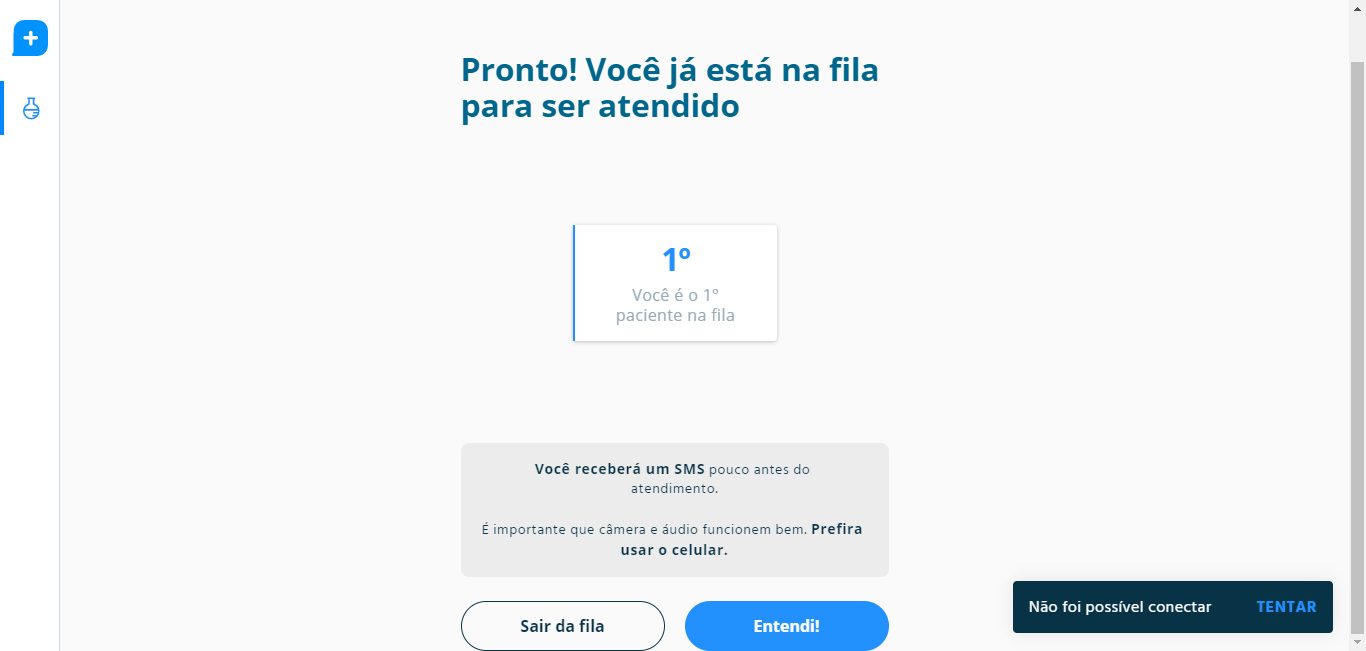 Pronto! Você já está na fila
para ser atendido
1º
Você é o 1º
paciente na fila
Você receberá um SMS pouco antes do
atendimento.
É importante que câmera e áudio funcionem bem. Prefira
usar o celular.
Sair da fila
Entendi!
Não foi possível conectar
TENTAR